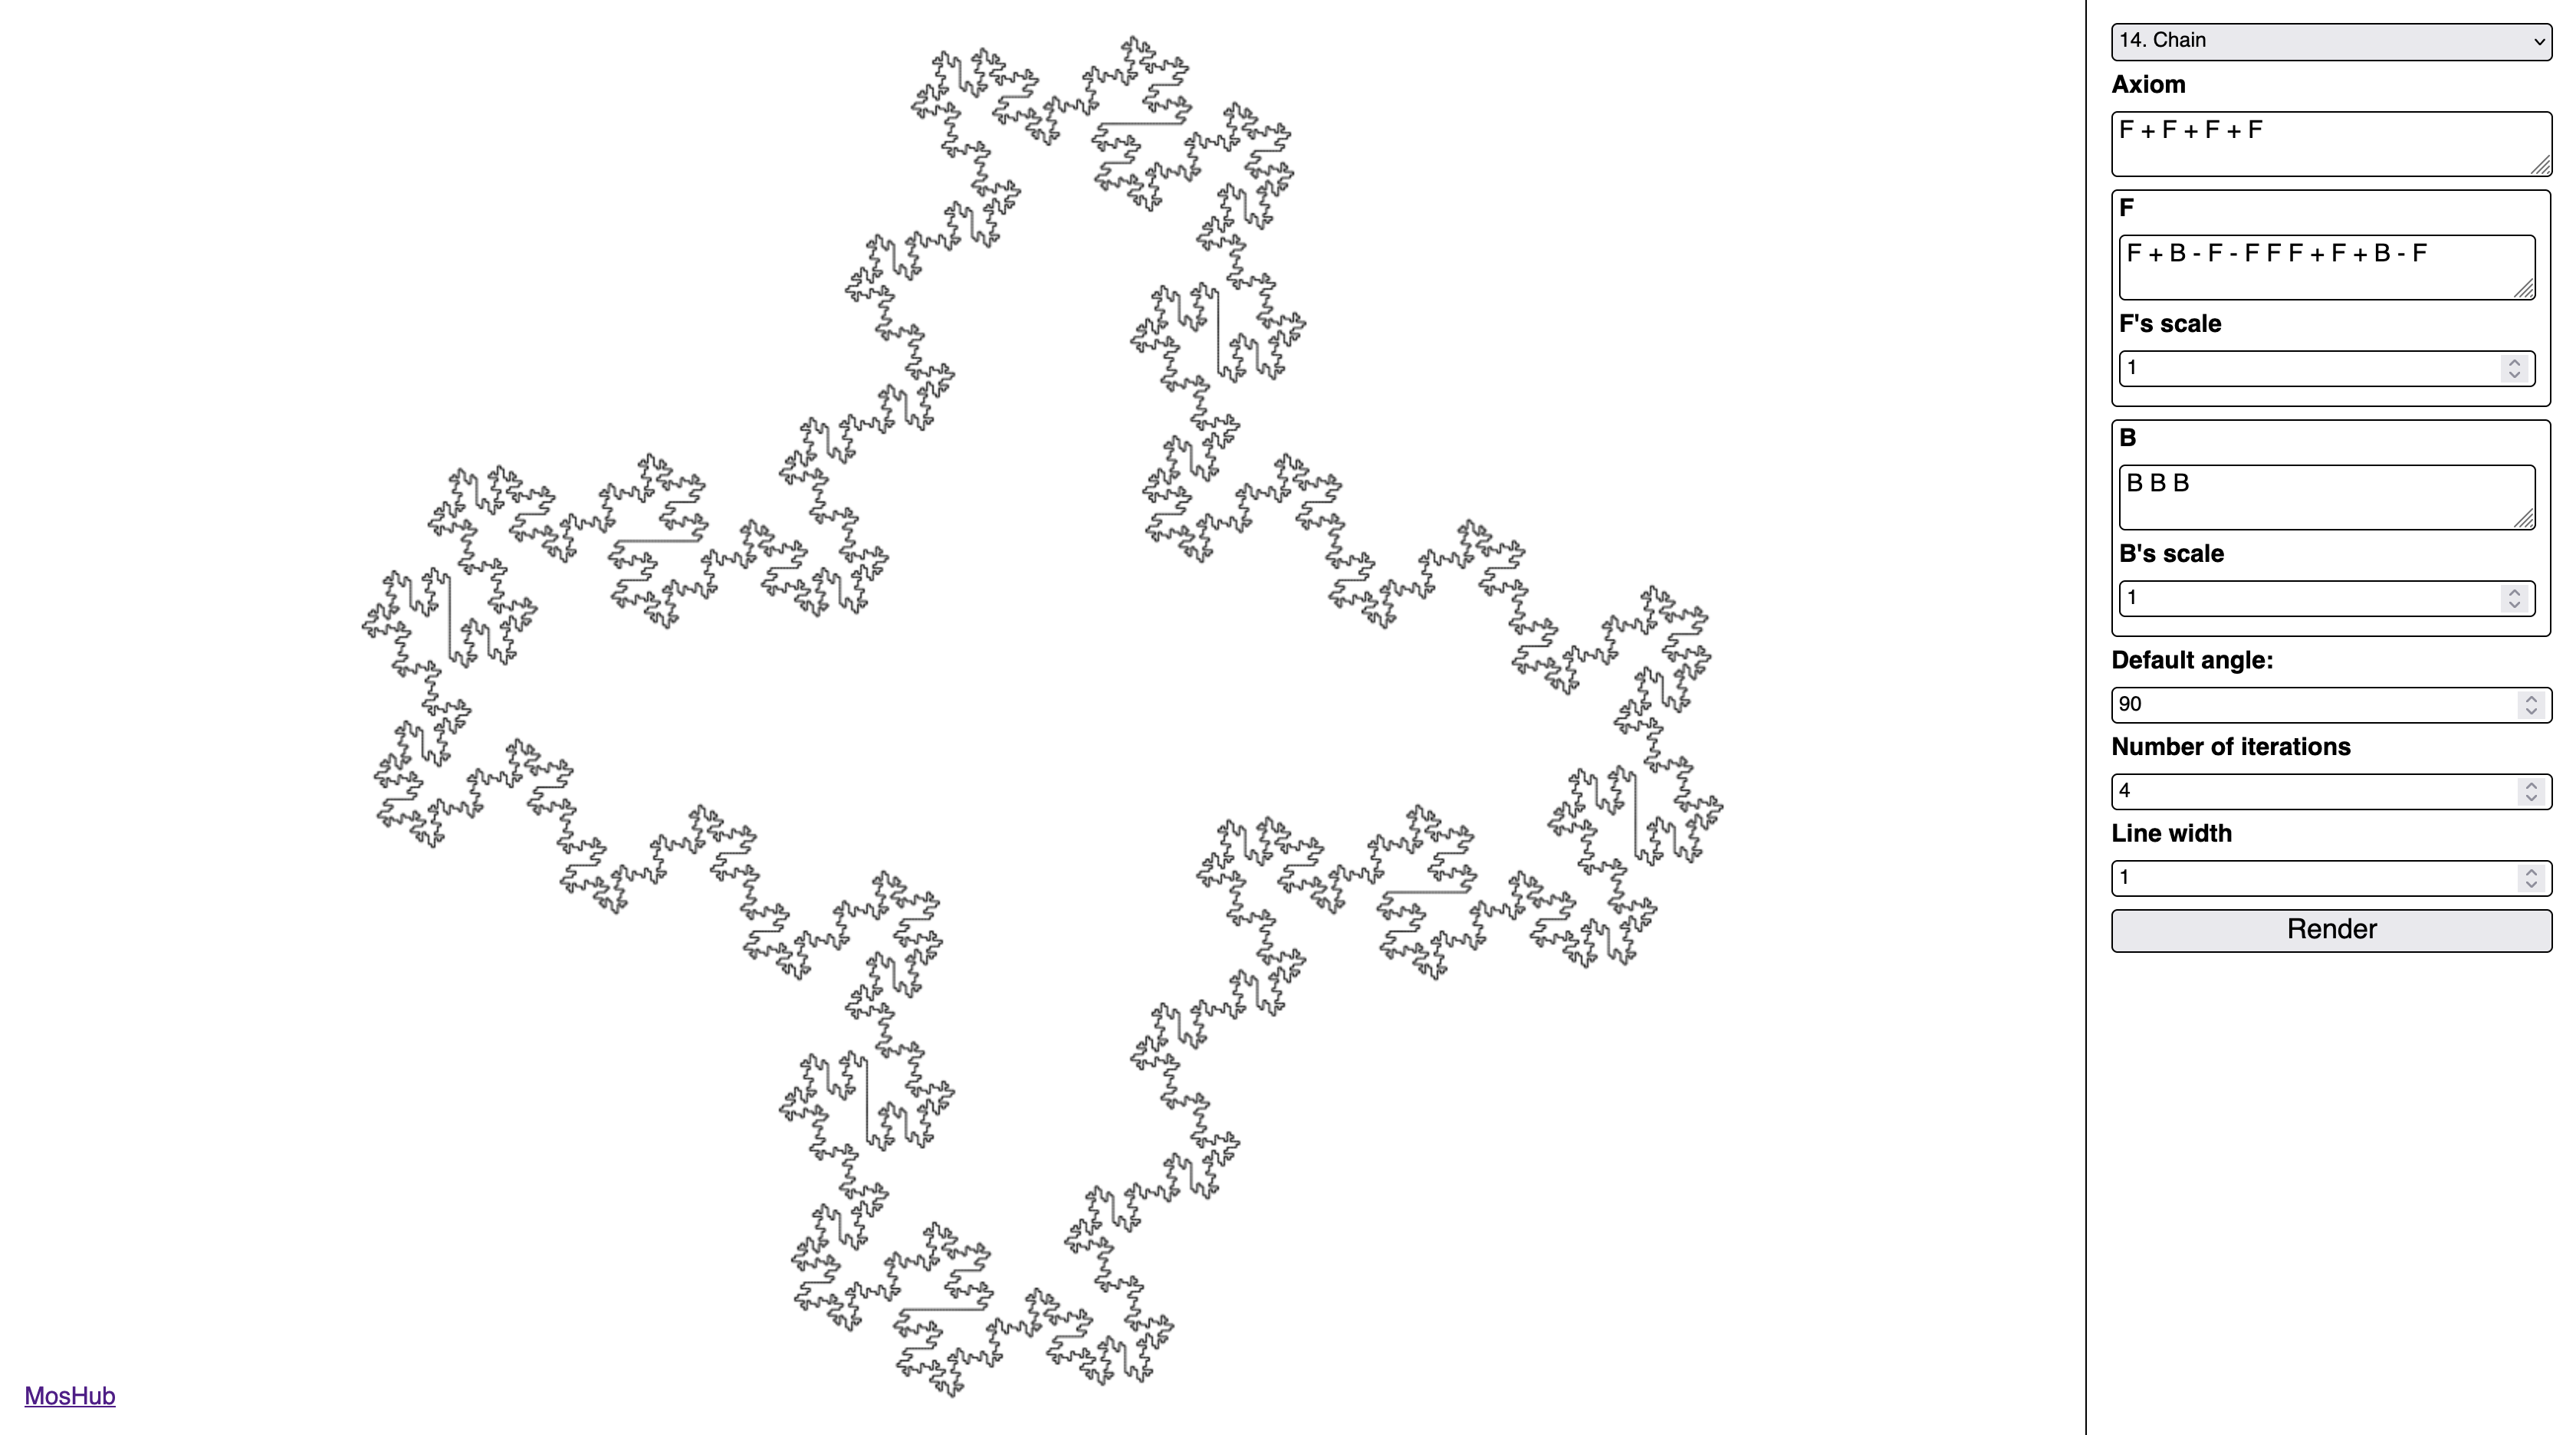 14. Chain
Axiom
F + F + F + F
F
F + B - F - F F F + F + B - F
F's scale
1
B
B B B
B's scale
1
Default angle:
90
Number of iterations
4
Line width
1
Render
MosHub